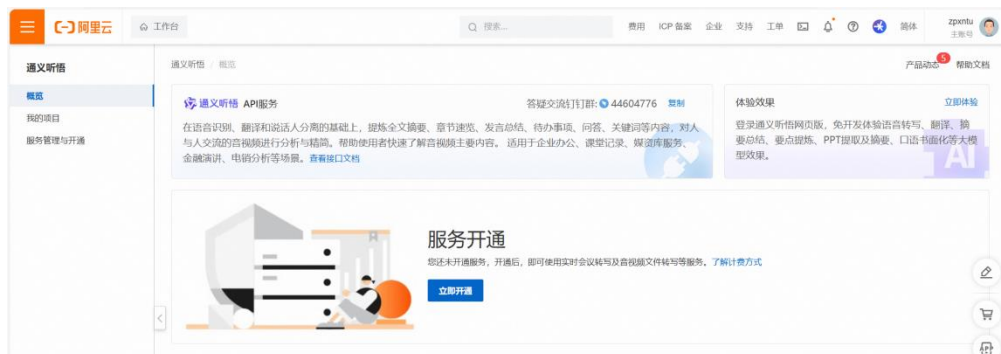 阿里云
工作台
搜索...
费用 ICP 备案 企业 支持 工单 简体
zpxntu
主账号
通义听悟
概览
我的项目
服务管理与开通
通义听悟 / 概览
产品动态 5 帮助文档
通义听悟 API服务
答疑交流钉钉群: 44604776 复制
在语音识别、翻译和说话人分离的基础上，提炼全文摘要、章节速览、发言总结、待办事项、问答、关键词等内容，对人
与人交流的音视频进行分析与精简。帮助使用者快速了解音视频主要内容。 适用于企业办公、课堂记录、媒资库服务、
金融演讲、电销分析等场景。查看接口文档
体验效果 立即体验
登录通义听悟网页版，免开发体验语音转写、翻译、摘
要总结、要点提炼、PPT提取及摘要、口语书面化等大模
型效果。
AI
服务开通
您还未开通服务，开通后，即可使用实时会议转写及音视频文件转写等服务。了解计费方式
立即开通